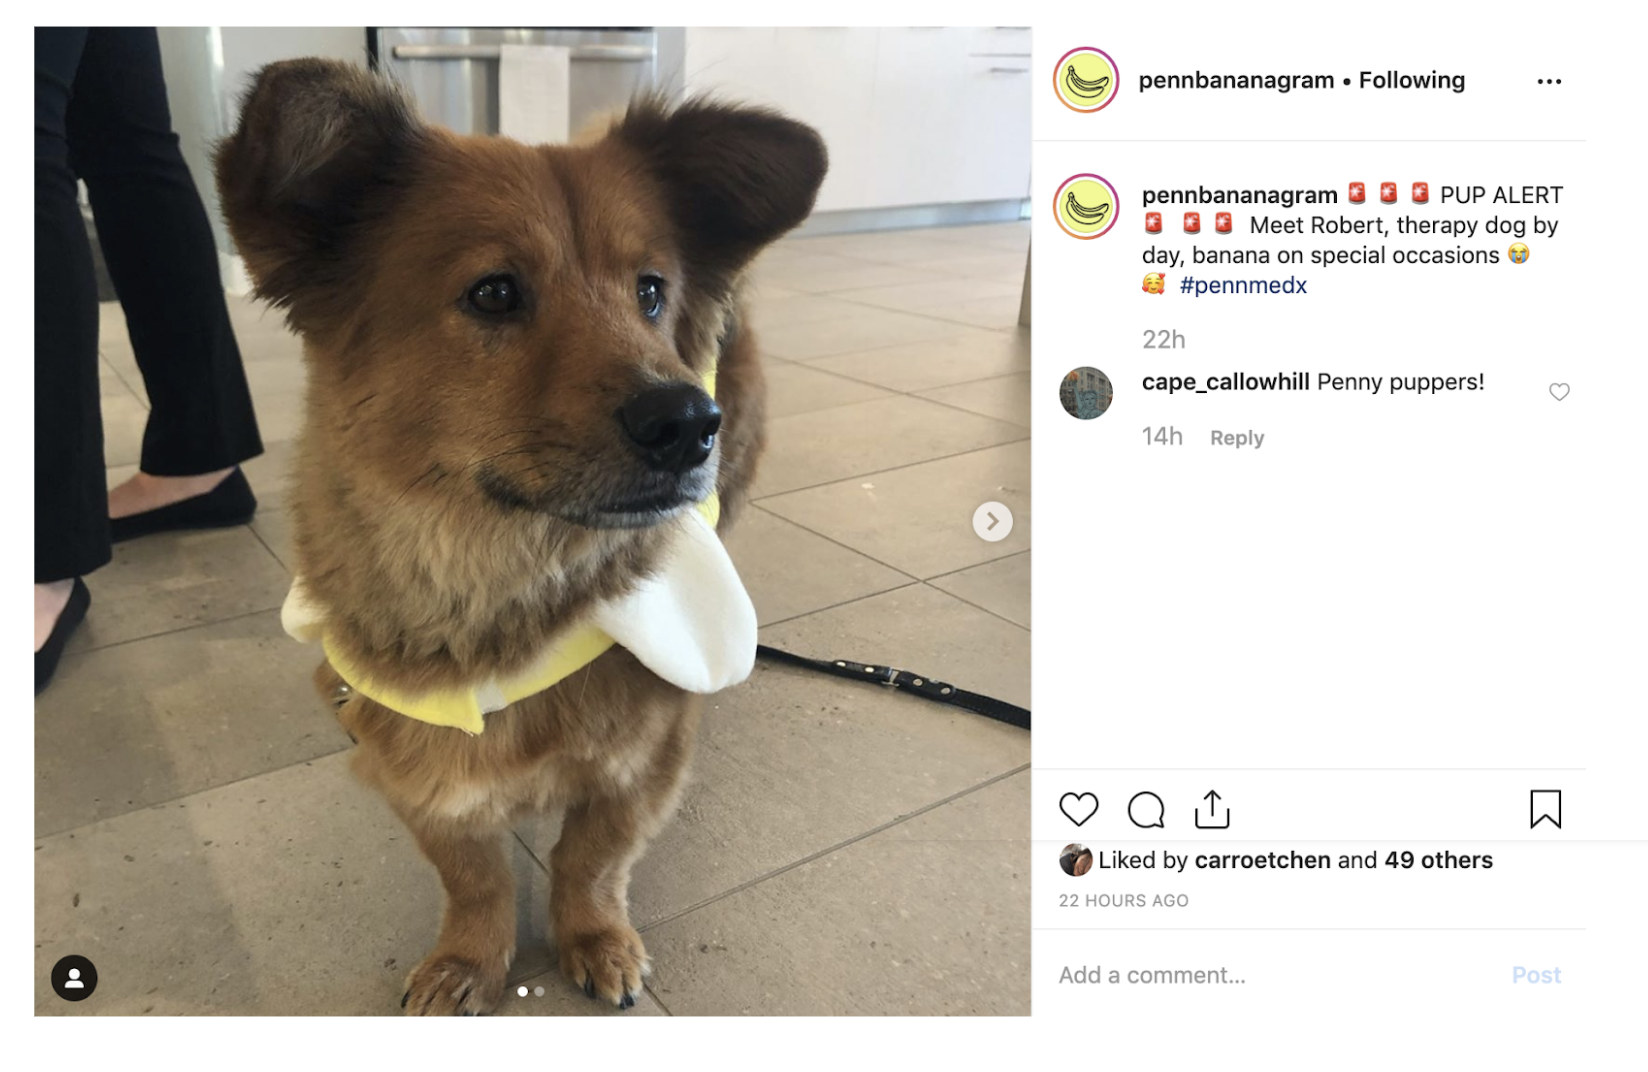 pennbananagram • Following
pennbananagram 🚨 🚨 🚨 PUP ALERT
🚨 🚨 🚨 Meet Robert, therapy dog by
day, banana on special occasions 😭
🥰 #pennmedx
22h
cape_callowhill Penny puppers!
14h Reply
Liked by carroetchen and 49 others
22 HOURS AGO
Add a comment... Post